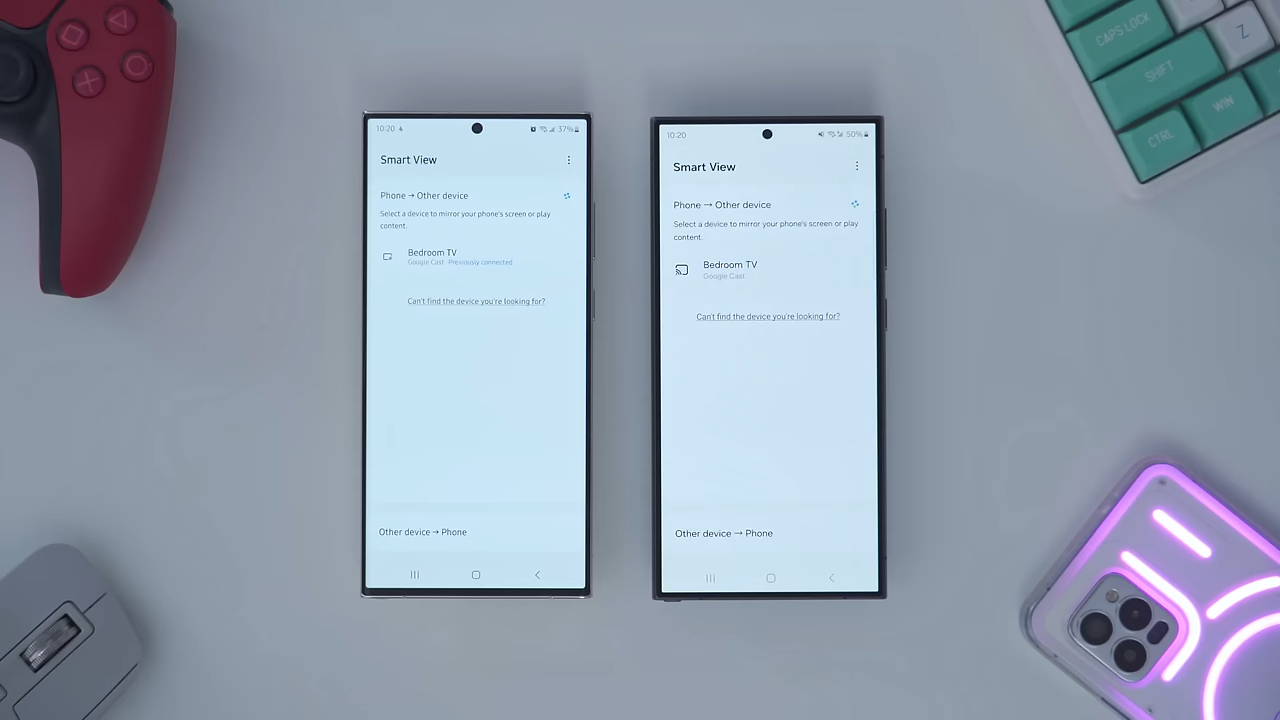 10:20
37%
Smart View
Phone → Other device
Select a device to mirror your phone's screen or play
content.
Bedroom TV
Google Cast Previously connected
Can't find the device you're looking for?
Other device → Phone
10:20
50%
Smart View
Phone → Other device
Select a device to mirror your phone's screen or play
content.
Bedroom TV
Google Cast
Can't find the device you're looking for?
Other device → Phone
CAPS LOCK
Z
SHIFT
WIN
CTRL